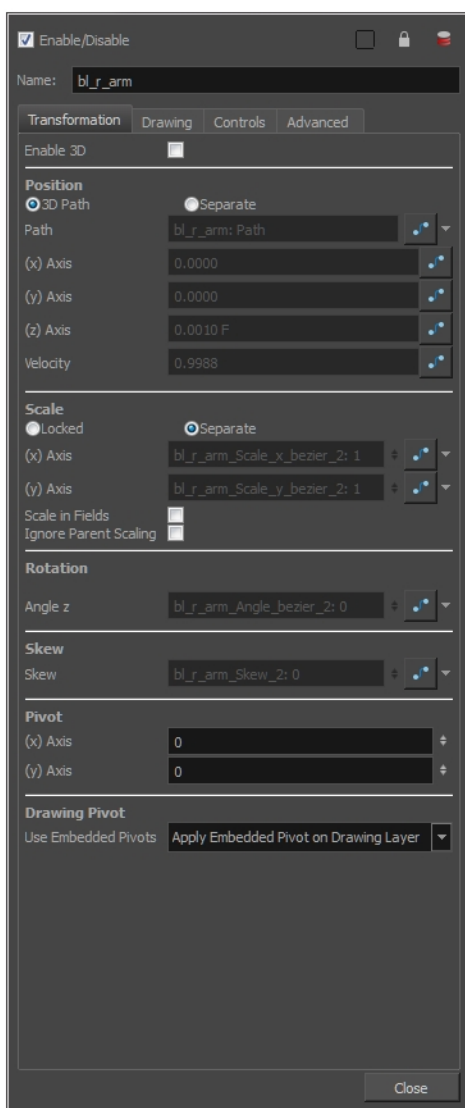 Enable/Disable
Name: bl_r_arm
Transformation Drawing Controls Advanced
Enable 3D
Position
3D Path Separate
Path bl_r_arm: Path
(x) Axis 0.0000
(y) Axis 0.0000
(z) Axis 0.0010 F
Velocity 0.9988
Scale
Locked Separate
(x) Axis bl_r_arm_Scale_x_bezier_2: 1
(y) Axis bl_r_arm_Scale_y_bezier_2: 1
Scale in Fields
Ignore Parent Scaling
Rotation
Angle z bl_r_arm_Angle_bezier_2: 0
Skew
Skew bl_r_arm_Skew_2: 0
Pivot
(x) Axis 0
(y) Axis 0
Drawing Pivot
Use Embedded Pivots Apply Embedded Pivot on Drawing Layer
Close